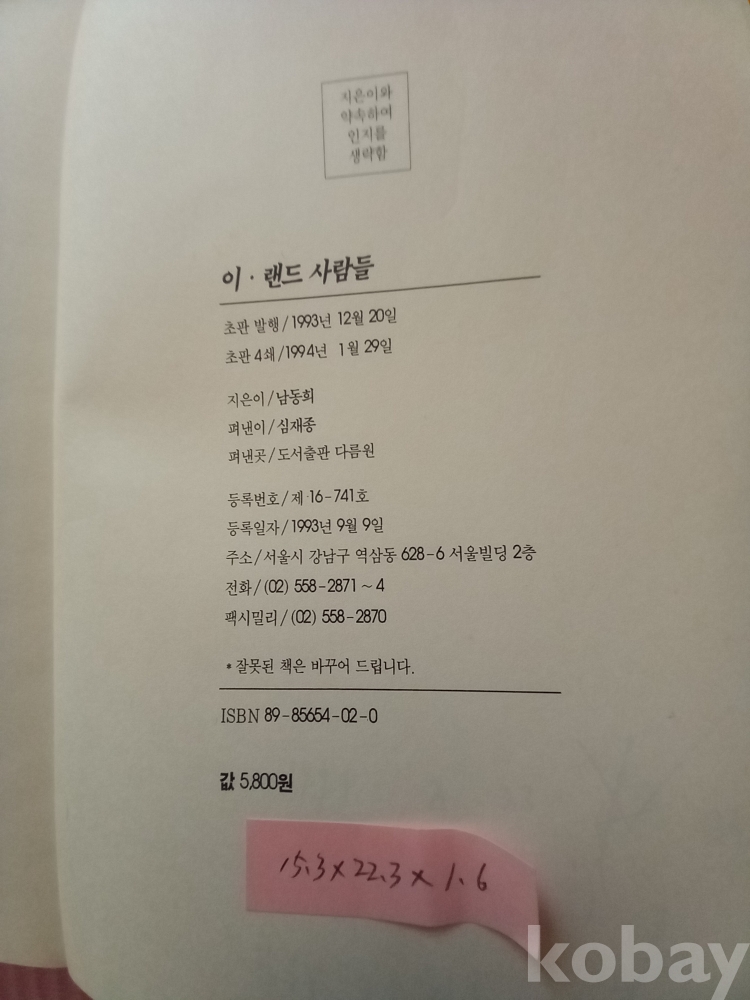 지은이와
약속하여
인지를
생략함
이·랜드 사람들
초판 발행/1993년 12월 20일
초판 4쇄/1994년 1월 29일
지은이/남동희
펴낸이/심재종
펴낸곳/도서출판 다름원
등록번호/제·16-741호
등록일자/1993년 9월 9일
주소/서울시 강남구 역삼동 628-6 서울빌딩 2층
전화/(02) 558-2871~4
팩시밀리/(02) 558-2870
*잘못된 책은 바꾸어 드립니다.
ISBN 89-85654-02-0
값 5,800원
15.3×22.3×1.6
kobay